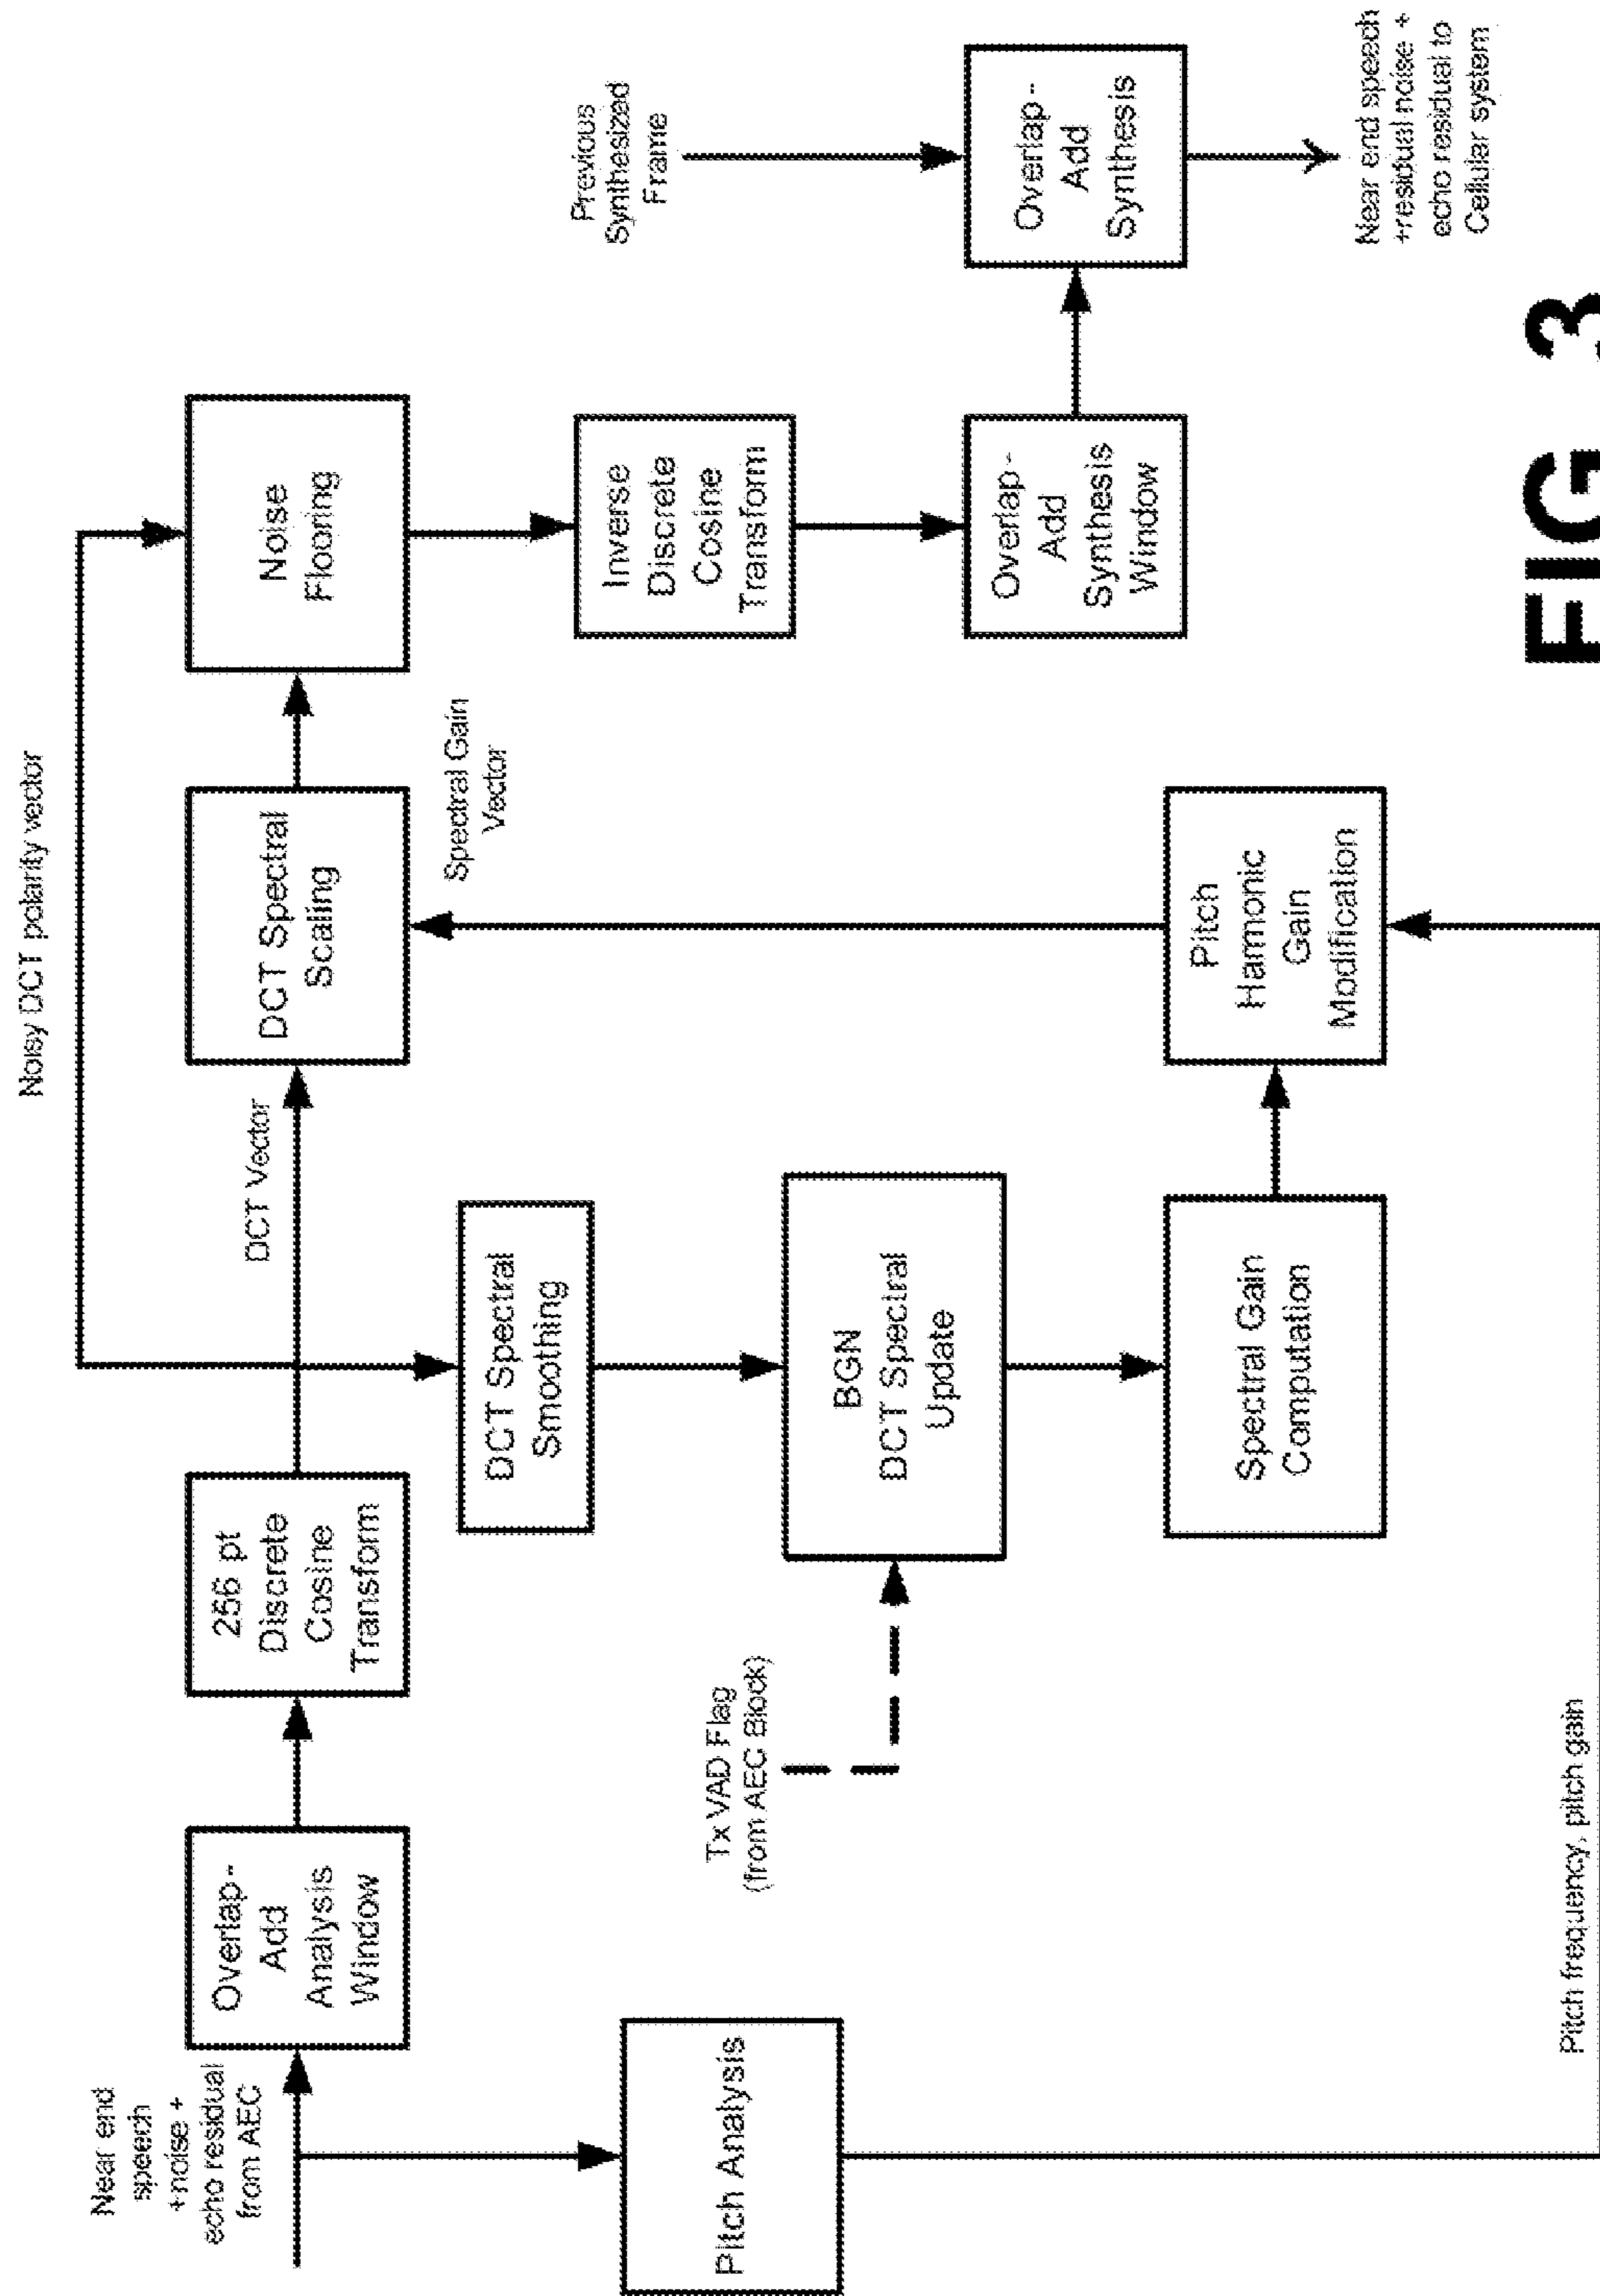 Noisy DCT polarity vector
Near end
speech
+noise +
echo residual
from AEC
Overlap-
Add
Analysis
Window
256 pt
Discrete
Cosine
Transform
DCT Vector
DCT Spectral
Scaling
Noise
Flooring
Spectral Gain
Vector
DCT Spectral
Smoothing
Inverse
Discrete
Cosine
Transform
Previous
Synthesized
Frame
Pitch Analysis
Tx VAD Flag
(from AEC Block)
BGN
DCT Spectral
Update
Overlap-
Add
Synthesis
Window
Overlap-
Add
Synthesis
Spectral Gain
Computation
Pitch
Harmonic
Gain
Modification
Near end speech
+residual noise +
echo residual to
Cellular system
Pitch frequency, pitch gain
FIG 3